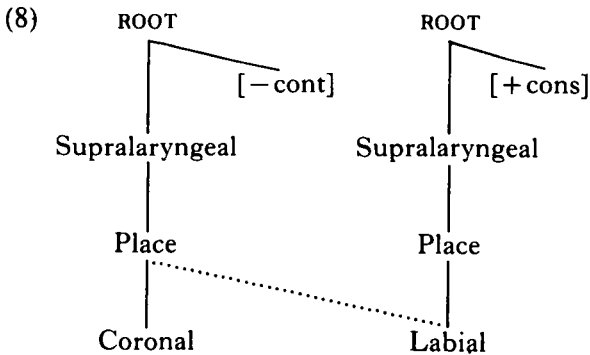 (8)
ROOT ROOT
[−cont] [+cons]
Supralaryngeal Supralaryngeal
Place Place
Coronal Labial